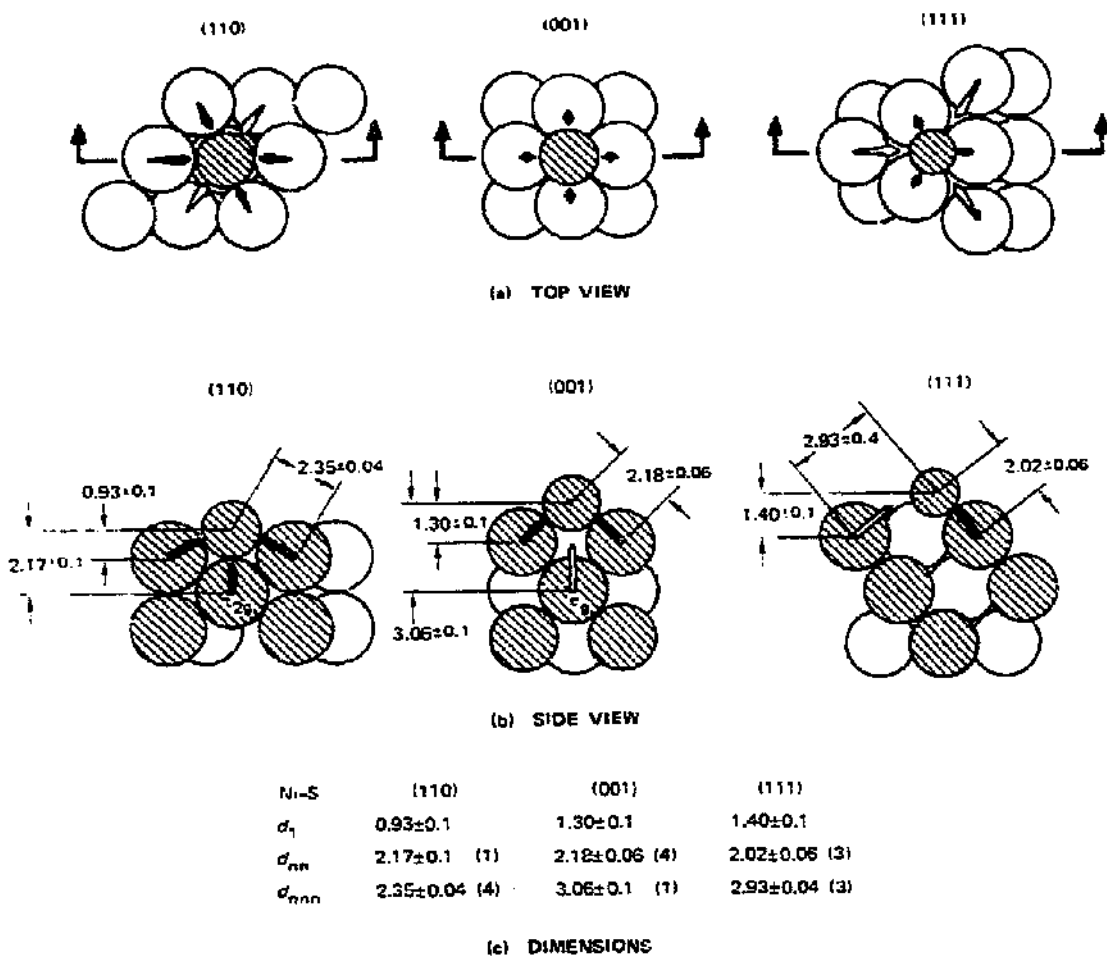 (110) (001) (111)
(a) TOP VIEW
(110) (001) (111)
2.93±0.4
2.35±0.04
2.18±0.06
2.02±0.06
0.93±0.1
1.30±0.1
1.40±0.1
2.17±0.1
3.06±0.1
(b) SIDE VIEW
Ni-S (110) (001) (111)
d1 0.93±0.1 1.30±0.1 1.40±0.1
dnn 2.17±0.1 (1) 2.18±0.06 (4) 2.02±0.06 (3)
dnnn 2.35±0.04 (4) 3.06±0.1 (1) 2.93±0.04 (3)
(c) DIMENSIONS